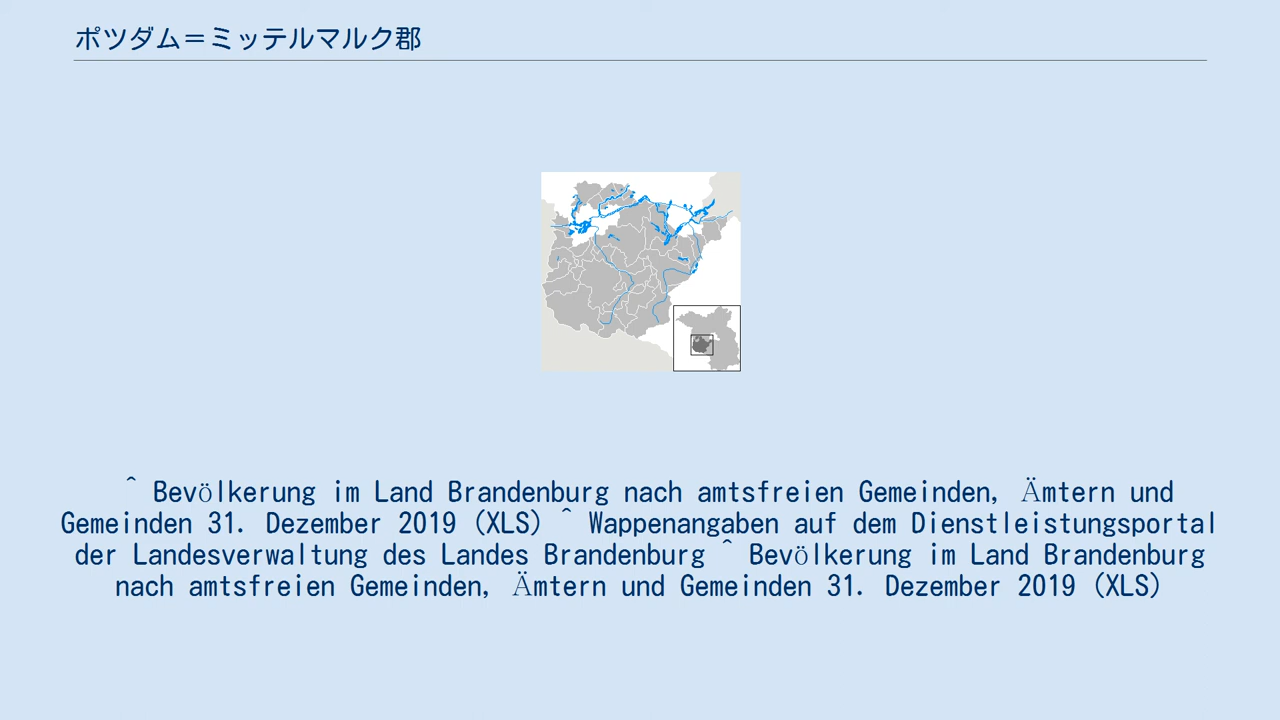 ポツダム＝ミッテルマルク郡
^ Bevölkerung im Land Brandenburg nach amtsfreien Gemeinden, Ämtern und
Gemeinden 31. Dezember 2019 (XLS) ^ Wappenangaben auf dem Dienstleistungsportal
der Landesverwaltung des Landes Brandenburg ^ Bevölkerung im Land Brandenburg
nach amtsfreien Gemeinden, Ämtern und Gemeinden 31. Dezember 2019 (XLS)